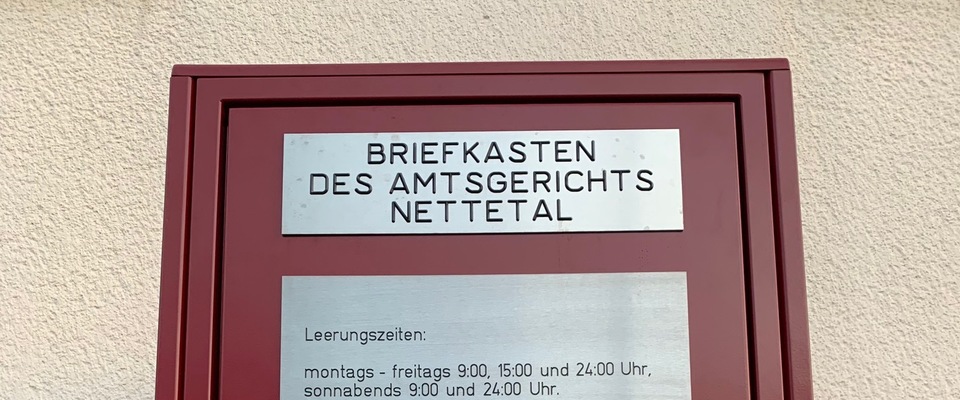 BRIEFKASTEN
DES AMTSGERICHTS
NETTETAL
Leerungszeiten:
montags - freitags 9:00, 15:00 und 24:00 Uhr,
sonnabends 9:00 und 24:00 Uhr.